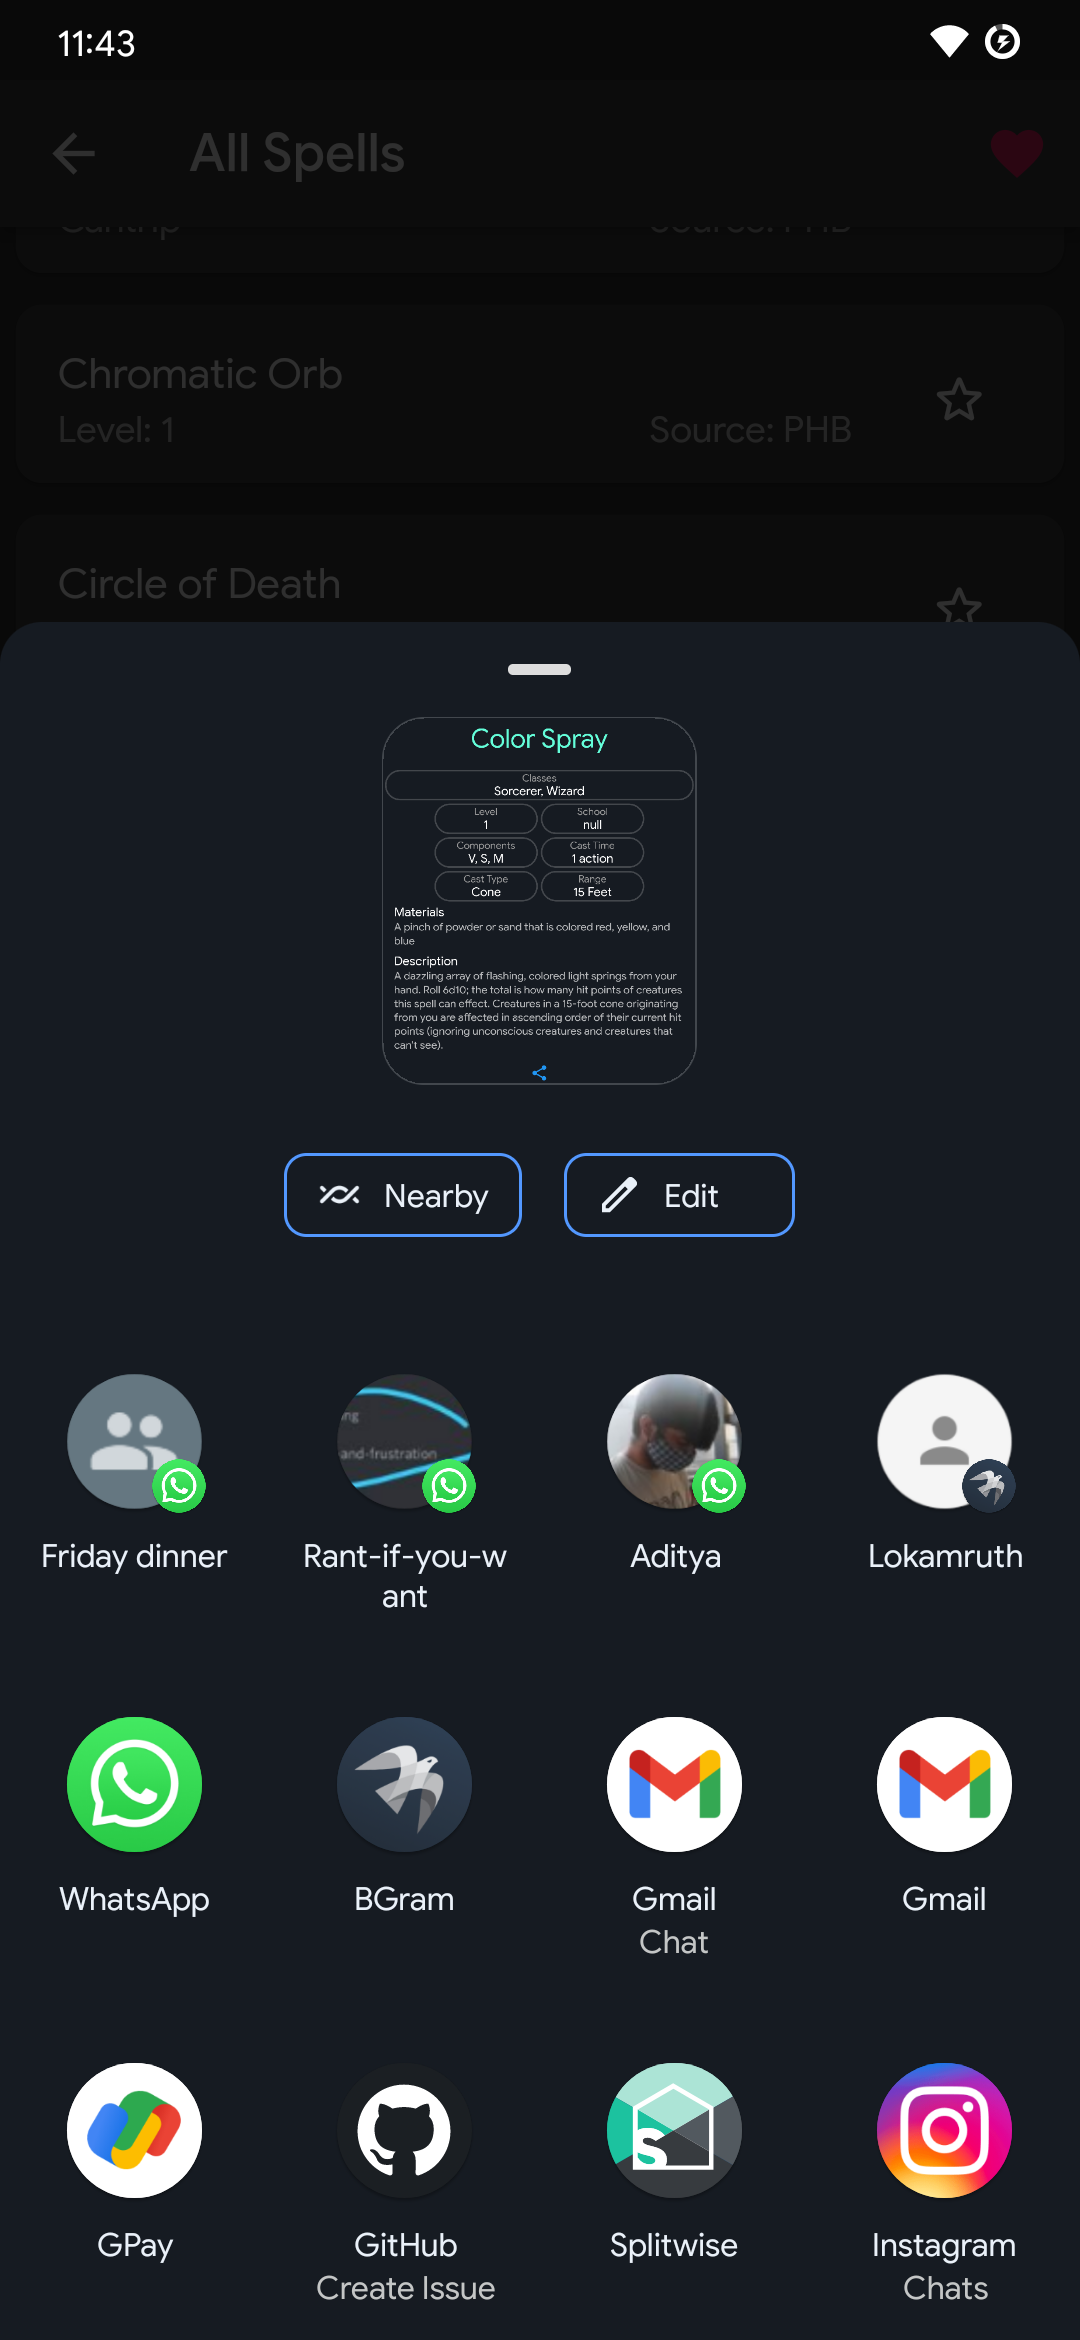 11:43
All Spells
Cantrip Source: PHB
Chromatic Orb
Level: 1 Source: PHB
Circle of Death
Color Spray
Classes
Sorcerer, Wizard
Level School
1 null
Components Cast Time
V, S, M 1 action
Cast Type Range
Cone 15 Feet
Materials
A pinch of powder or sand that is colored red, yellow, and
blue
Description
A dazzling array of flashing, colored light springs from your
hand. Roll 6d10; the total is how many hit points of creatures
this spell can effect. Creatures in a 15-foot cone originating
from you are affected in ascending order of their current hit
points (ignoring unconscious creatures and creatures that
can't see).
Nearby Edit
ng
and-frustration
Friday dinner Rant-if-you-w Aditya Lokamruth
ant
WhatsApp BGram Gmail Gmail
Chat
GPay GitHub Splitwise Instagram
Create Issue Chats